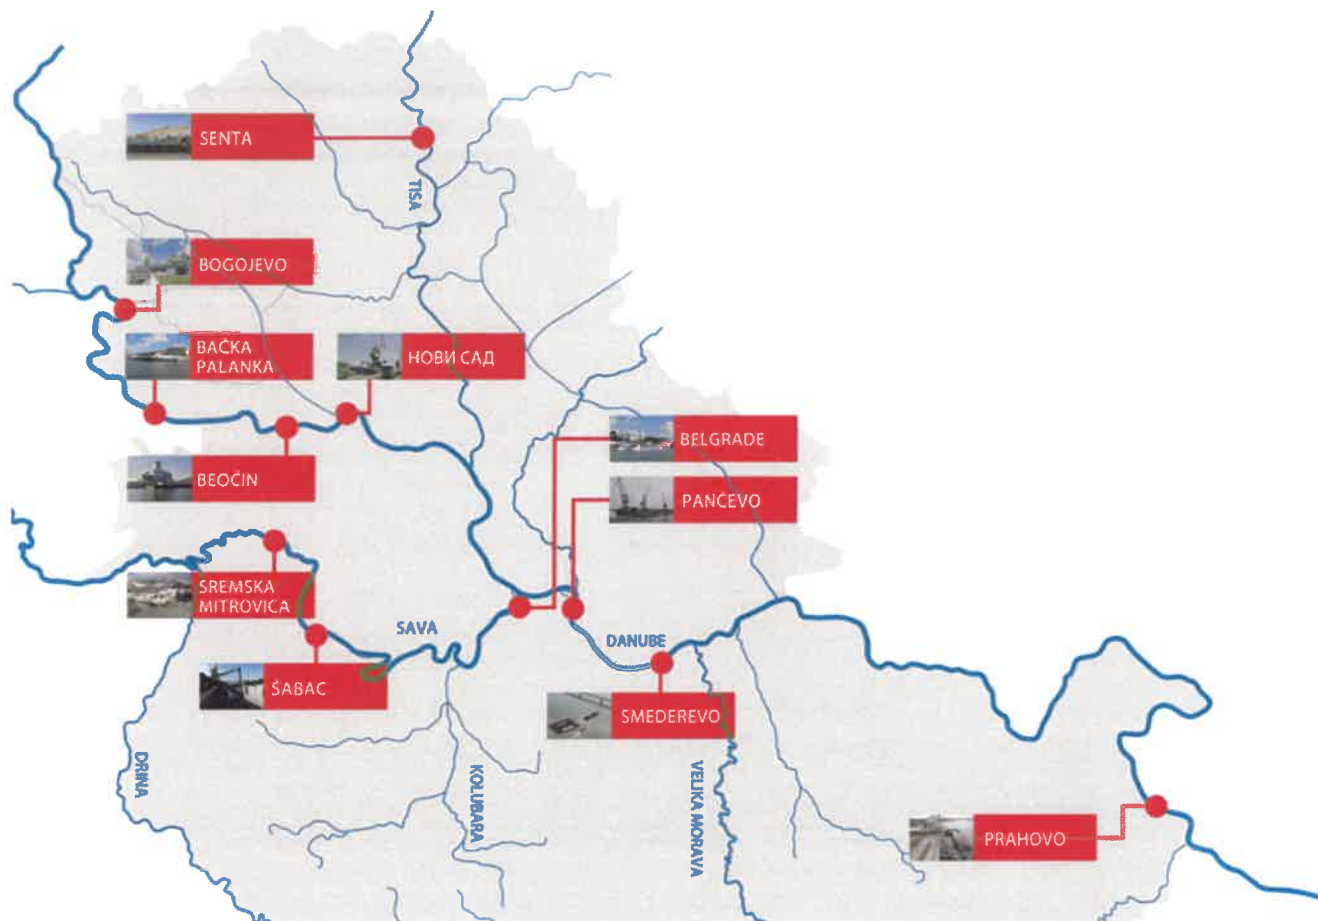 SENTA
TISA
BOGOJEVO
BAČKA
PALANKA
НОВИ САД
BELGRADE
BEOČIN
PANČEVO
SREMSKA
MITROVICA
SAVA
DANUBE
ŠABAC
SMEDEREVO
DRINA
KOLUBARA
VELIKA MORAVA
PRAHOVO